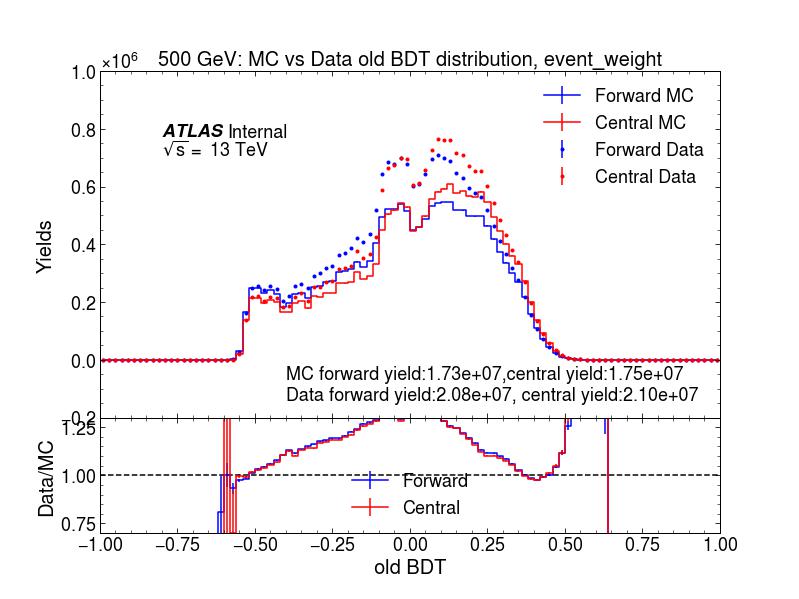 ×10⁶ 500 GeV: MC vs Data old BDT distribution, event_weight
1.0
Forward MC
ATLAS Internal
Central MC
0.8
√s = 13 TeV
Forward Data
Central Data
0.6
Yields
0.4
0.2
0.0
MC forward yield:1.73e+07,central yield:1.75e+07
Data forward yield:2.08e+07, central yield:2.10e+07
0.2
1.25
Data/MC
1.00
Forward
Central
0.75
−1.00 −0.75 −0.50 −0.25 0.00 0.25 0.50 0.75 1.00
old BDT